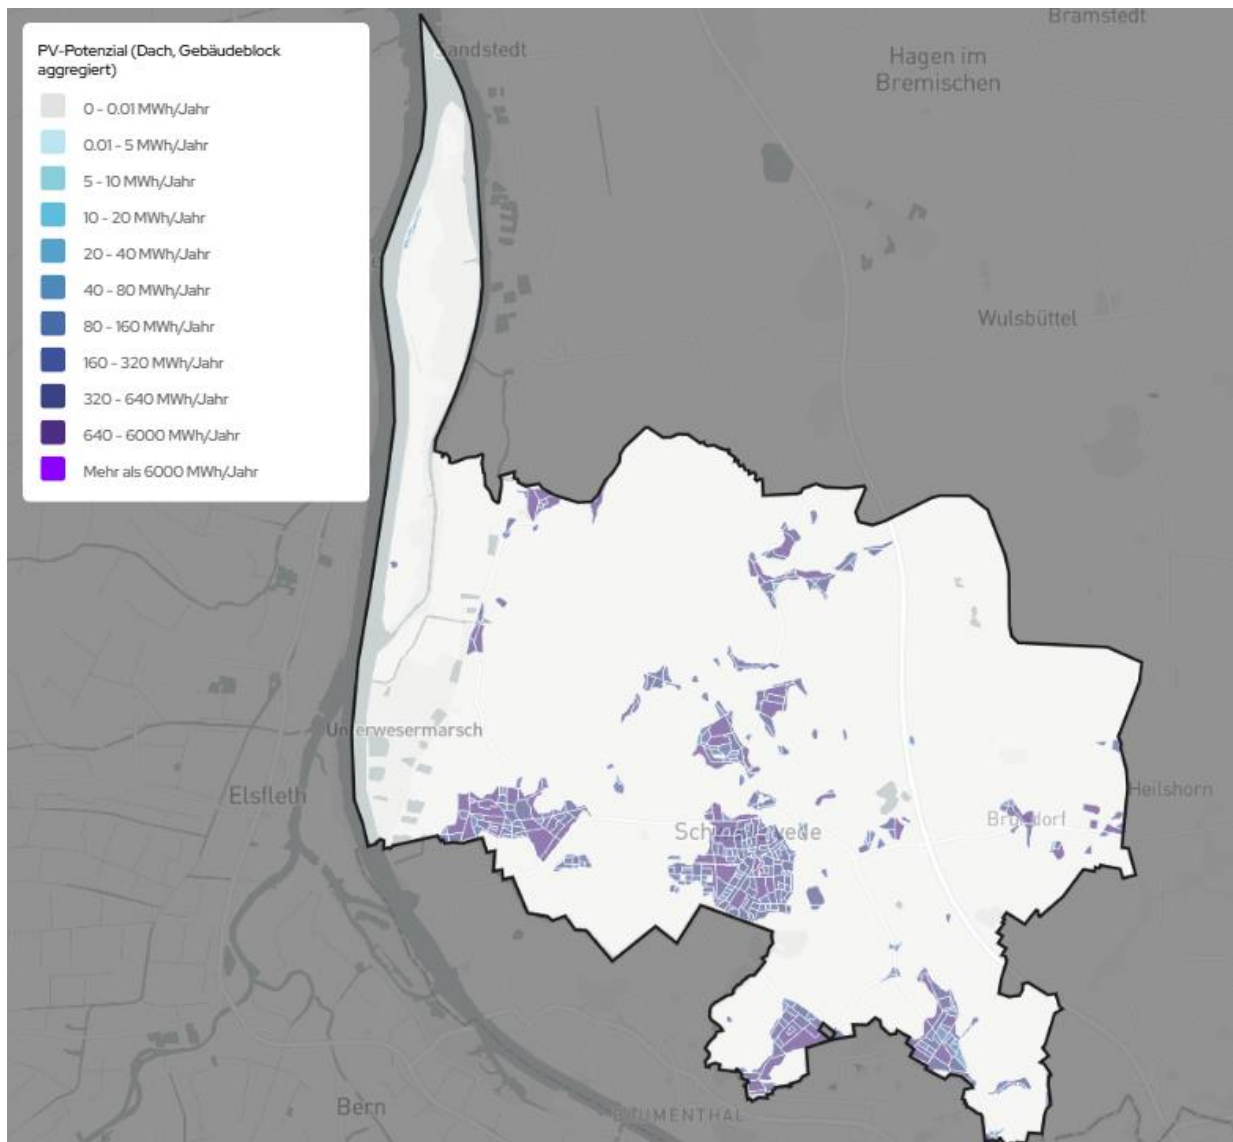 PV-Potenzial (Dach, Gebäudeblock
aggregiert)
0 - 0.01 MWh/Jahr
0.01 - 5 MWh/Jahr
5 - 10 MWh/Jahr
10 - 20 MWh/Jahr
20 - 40 MWh/Jahr
40 - 80 MWh/Jahr
80 - 160 MWh/Jahr
160 - 320 MWh/Jahr
320 - 640 MWh/Jahr
640 - 6000 MWh/Jahr
Mehr als 6000 MWh/Jahr
Bramstedt
Sandstedt
Hagen im
Bremischen
Wulsbüttel
Unterwesermarsch
Elsfleth
Heilshorn
Bern
BLUMENTHAL